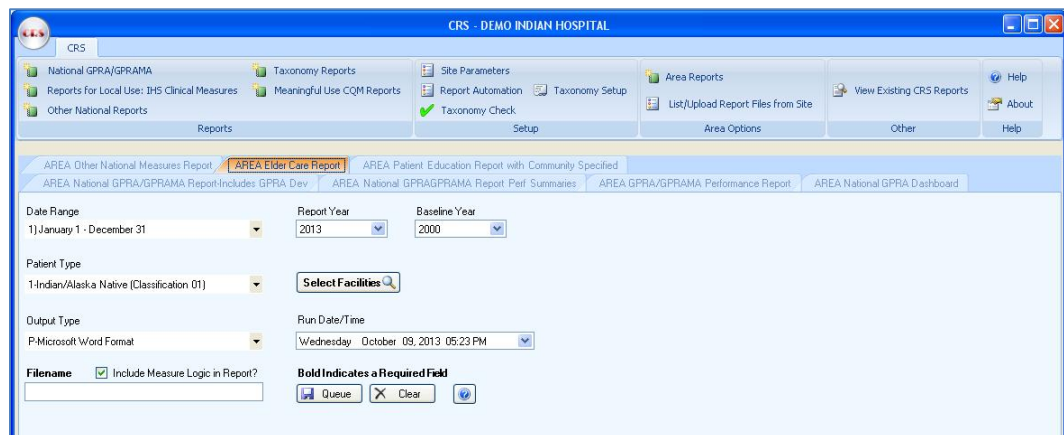 CRS - DEMO INDIAN HOSPITAL
CRS
CRS
National GPRA/GPRAMA
Reports for Local Use: IHS Clinical Measures
Other National Reports
Taxonomy Reports
Meaningful Use CQM Reports
Reports
Site Parameters
Report Automation
Taxonomy Setup
Taxonomy Check
Setup
Area Reports
List/Upload Report Files from Site
Area Options
View Existing CRS Reports
Other
Help
About
Help
AREA Other National Measures Report
AREA Elder Care Report
AREA Patient Education Report with Community Specified
AREA National GPRA/GPRAMA Report-Includes GPRA Dev
AREA National GPRAGPRAMA Report Perf Summaries
AREA GPRA/GPRAMA Performance Report
AREA National GPRA Dashboard
Date Range
Report Year
Baseline Year
1) January 1 - December 31
2013
2000
Patient Type
1-Indian/Alaska Native (Classification 01)
Select Facilities
Output Type
Run Date/Time
P-Microsoft Word Format
Wednesday October 09, 2013 05:23 PM
Filename
Include Measure Logic in Report?
Bold Indicates a Required Field
Queue
Clear